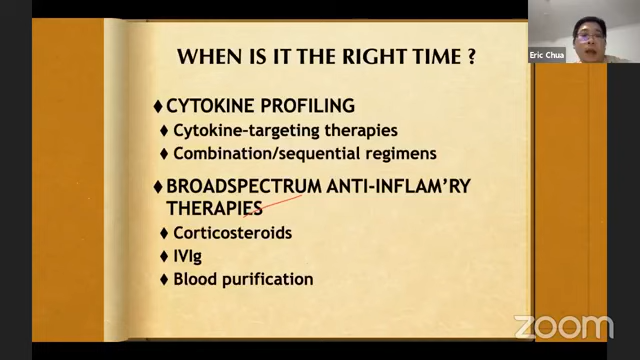 WHEN IS IT THE RIGHT TIME ?
Eric Chua
♦ CYTOKINE PROFILING
♦ Cytokine-targeting therapies
♦ Combination/sequential regimens
♦ BROADSPECTRUM ANTI-INFLAM'RY
THERAPIES
♦ Corticosteroids
♦ IVIg
♦ Blood purification
zoom